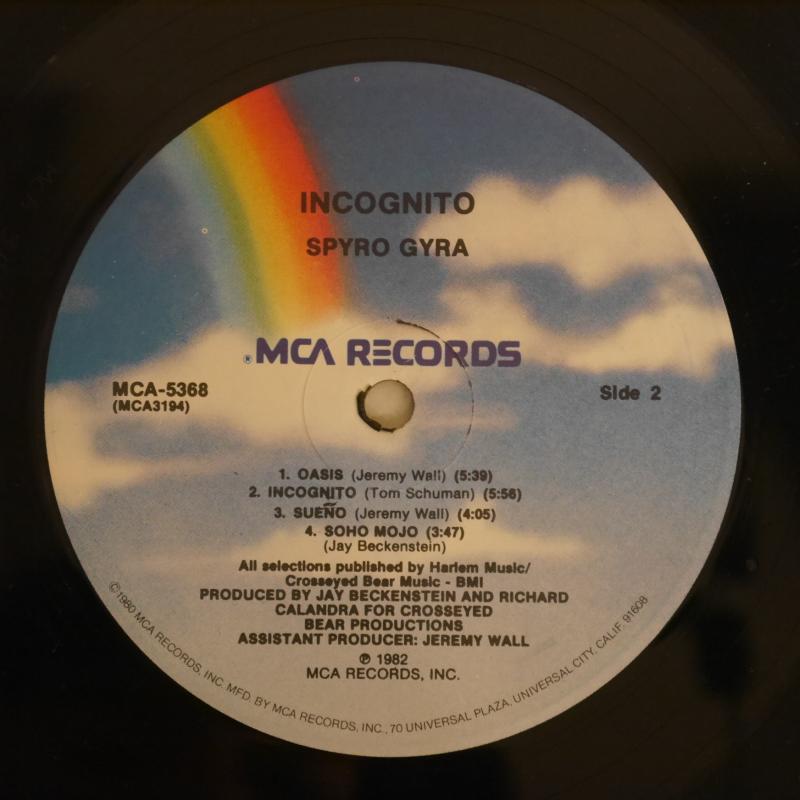 INCOGNITO
SPYRO GYRA
®MCA RECORDS
MCA-5368
(MCA3194)
Side 2
1. OASIS (Jeremy Wall) (5:39)
2. INCOGNITO (Tom Schuman) (5:56)
3. SUEÑO (Jeremy Wall) (4:05)
4. SOHO MOJO (3:47)
(Jay Beckenstein)
All selections published by Harlem Music/
Crosseyed Bear Music - BMI
PRODUCED BY JAY BECKENSTEIN AND RICHARD
CALANDRA FOR CROSSEYED
BEAR PRODUCTIONS
ASSISTANT PRODUCER: JEREMY WALL
℗ 1982
MCA RECORDS, INC.
©1980 MCA RECORDS, INC. MFD. BY MCA RECORDS, INC., 70 UNIVERSAL PLAZA, UNIVERSAL CITY, CALIF. 91608